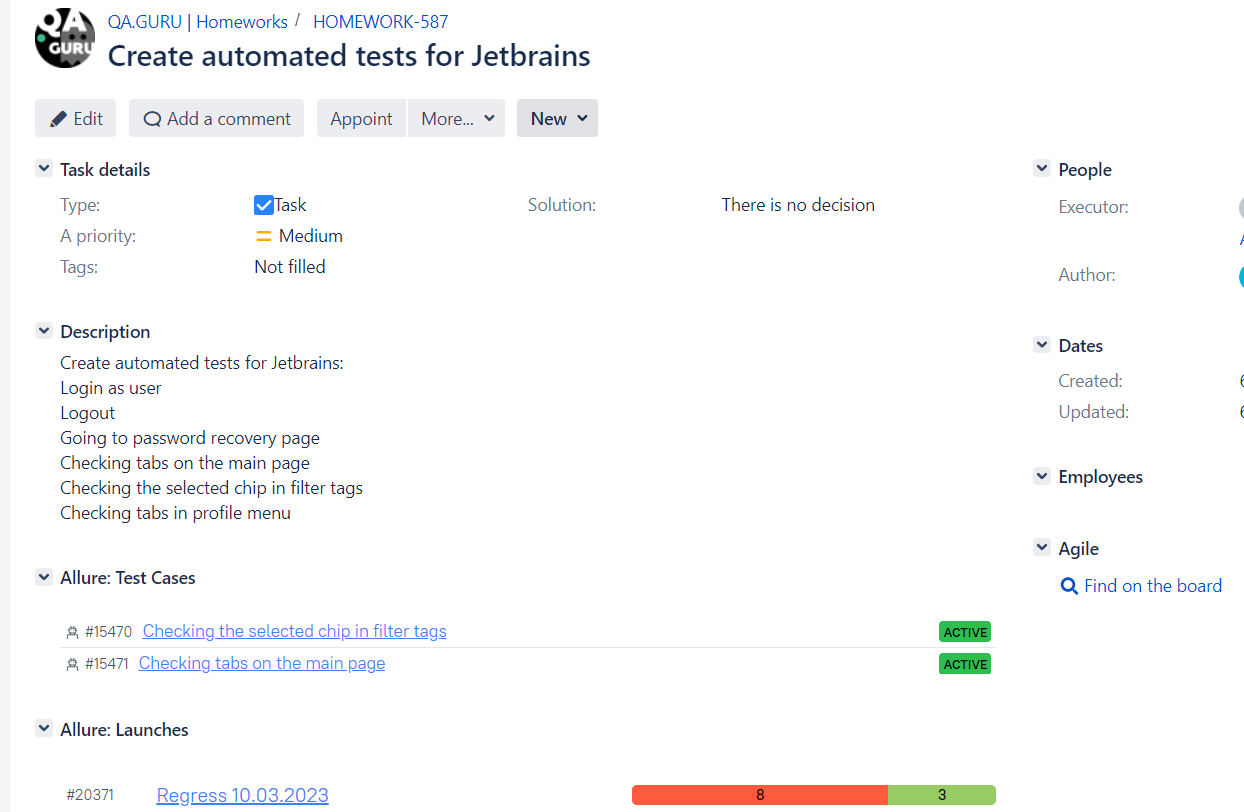 QA
GURU
QA.GURU | Homeworks / HOMEWORK-587
Create automated tests for Jetbrains
Edit Add a comment Appoint More... New
Task details
Type: Task Solution: There is no decision
A priority: Medium
Tags: Not filled
Description
Create automated tests for Jetbrains:
Login as user
Logout
Going to password recovery page
Checking tabs on the main page
Checking the selected chip in filter tags
Checking tabs in profile menu
Allure: Test Cases
#15470 Checking the selected chip in filter tags ACTIVE
#15471 Checking tabs on the main page ACTIVE
Allure: Launches
#20371 Regress 10.03.2023 8 3
People
Executor:
Author:
Dates
Created:
Updated:
Employees
Agile
Find on the board